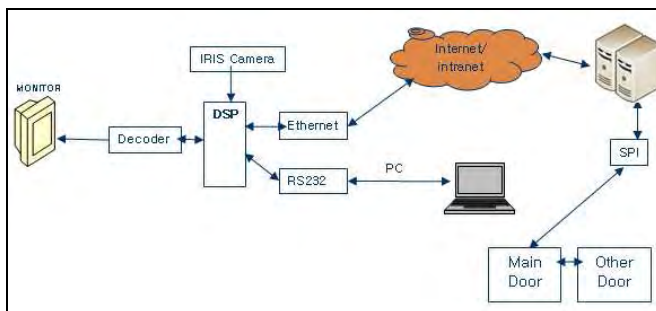 IRIS Camera
Internet/
intranet
MONITOR
DSP
Ethernet
Decoder
SPI
RS232
PC
Main
Door
Other
Door